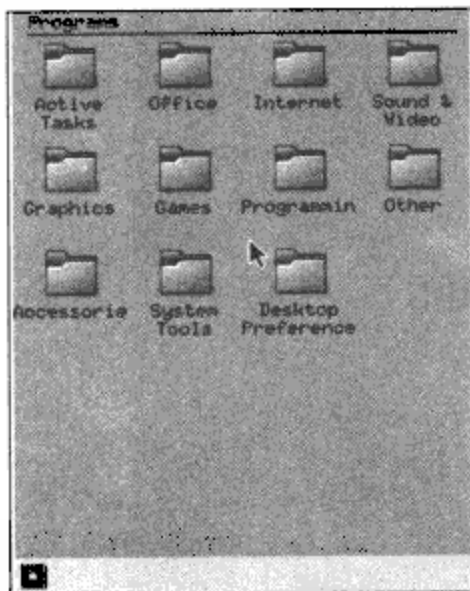 Programs
Active Office Internet Sound &
Tasks Video
Graphics Games Programmin Other
Accessorie System Desktop
Tools Preference